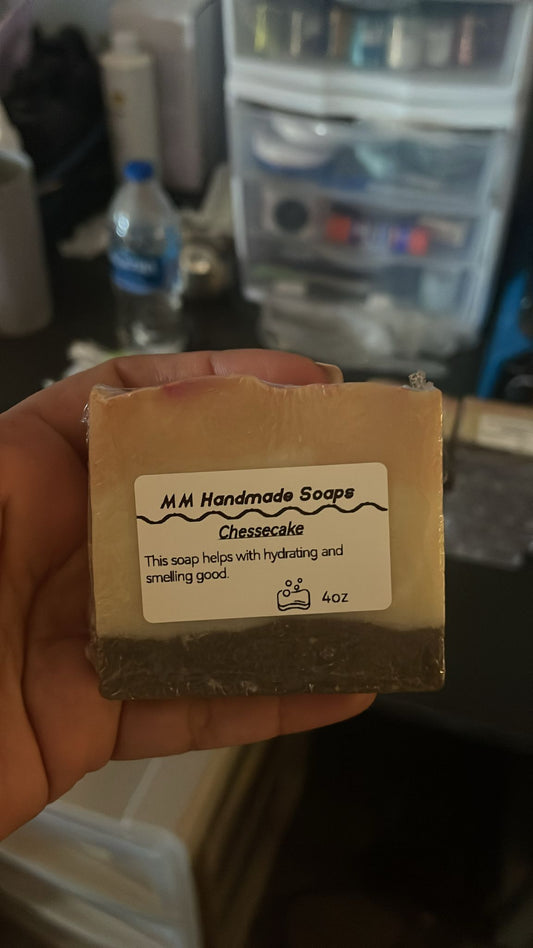 MM Handmade Soaps
Chessecake
This soap helps with hydrating and
smelling good.
4oz